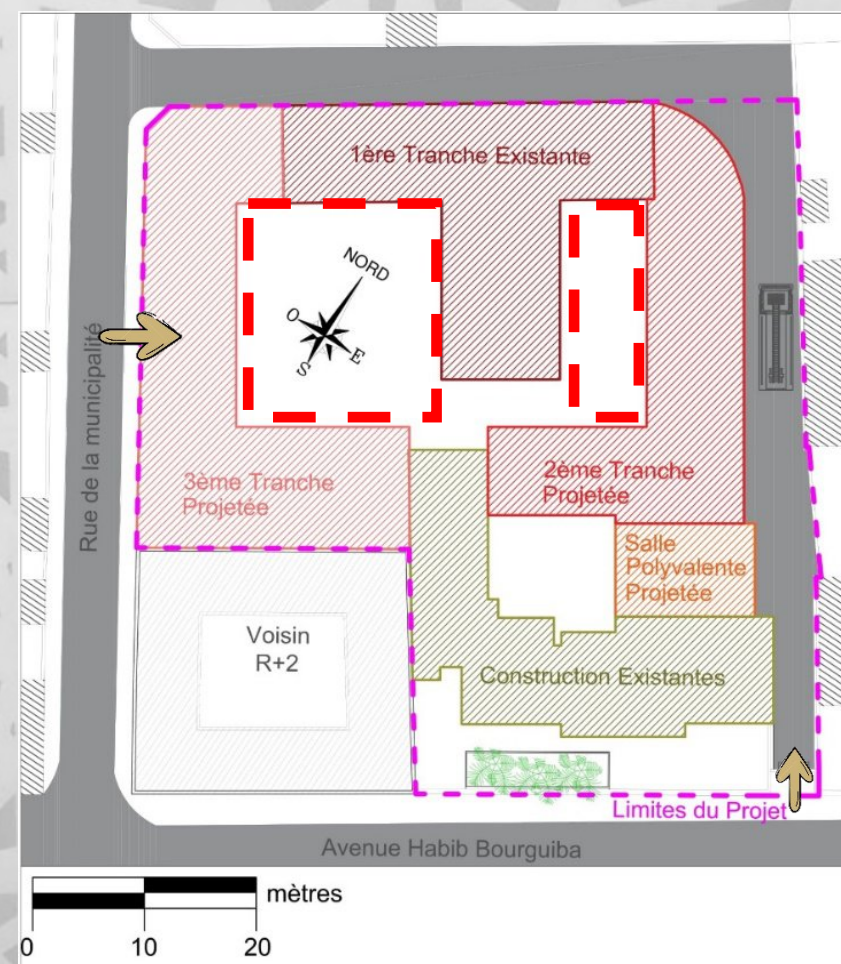 1ère Tranche Existante
NORD
O
E
S
Rue de la municipalité
3ème Tranche
Projetée
2ème Tranche
Projetée
Salle
Polyvalente
Projetée
Voisin
R+2
Construction Existantes
Limites du Projet
Avenue Habib Bourguiba
mètres
0 10 20